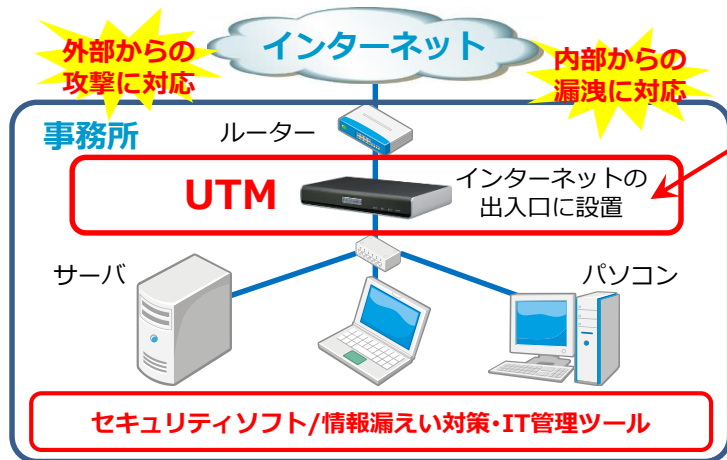 外部からの
攻撃に対応
インターネット
内部からの
漏洩に対応
事務所
ルーター
UTM
インターネットの
出入口に設置
サーバ
パソコン
セキュリティソフト/情報漏えい対策・IT管理ツール